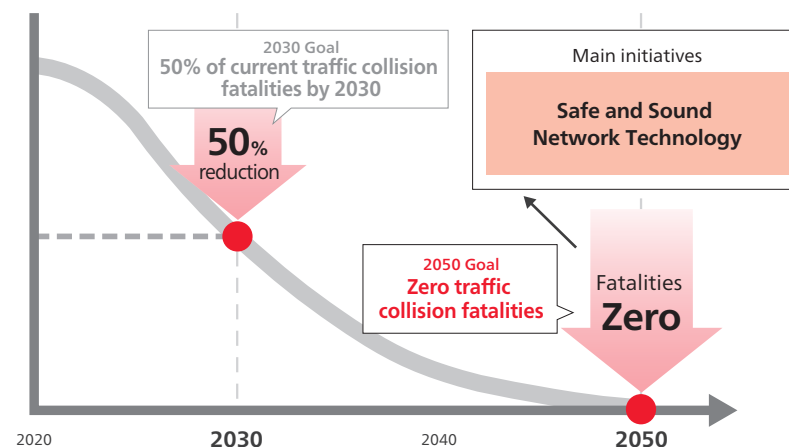 2030 Goal
50% of current traffic collision
fatalities by 2030
50%
reduction
Main initiatives
Safe and Sound
Network Technology
2050 Goal
Zero traffic
collision fatalities
Fatalities
Zero
2020
2030
2040
2050